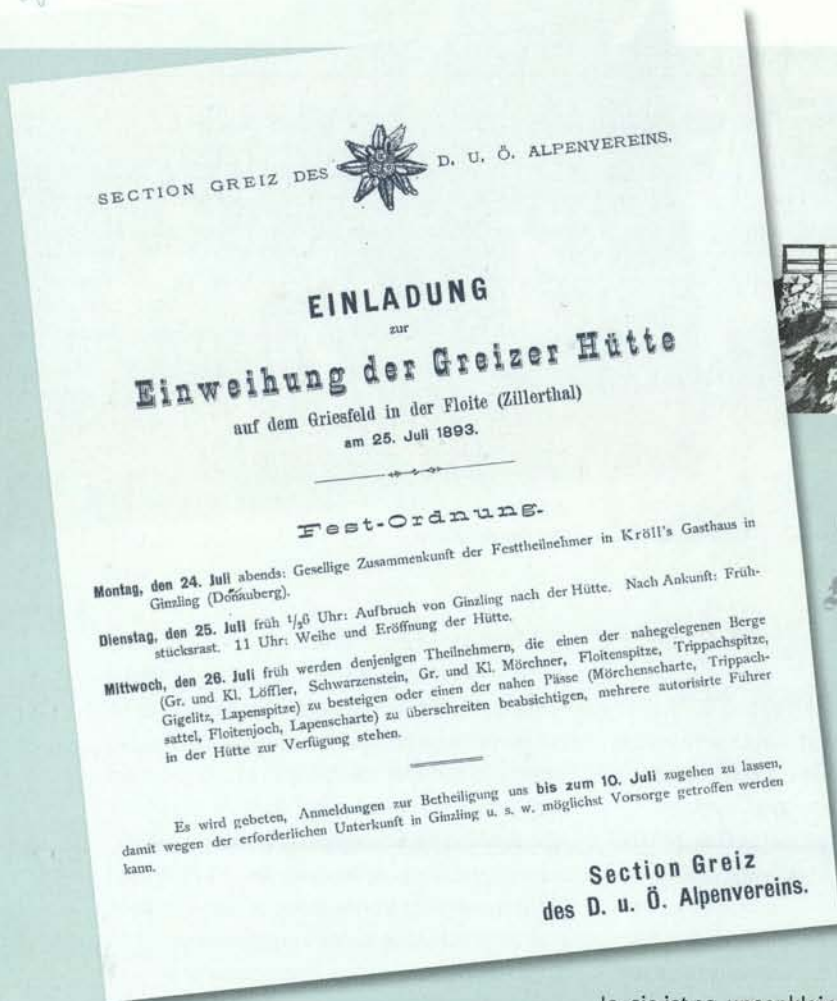 SECTION GREIZ DES D. U. Ö. ALPENVEREINS.
EINLADUNG
zur
Einweihung der Greizer Hütte
auf dem Griesfeld in der Floite (Zillerthal)
am 25. Juli 1893.
Fest-Ordnung.
Montag, den 24. Juli abends: Gesellige Zusammenkunft der Festtheilnehmer in Kröll's Gasthaus in
Ginzling (Dornauberg).
Dienstag, den 25. Juli früh ½6 Uhr: Aufbruch von Ginzling nach der Hütte. Nach Ankunft: Früh-
stücksrast. 11 Uhr: Weihe und Eröffnung der Hütte.
Mittwoch, den 26. Juli früh werden denjenigen Theilnehmern, die einen der nahegelegenen Berge
(Gr. und Kl. Löffler, Schwarzenstein, Gr. und Kl. Mörchner, Floitenspitze, Trippachspitze,
Gigelitz, Lapenspitze) zu besteigen oder einen der nahen Pässe (Mörchenscharte, Trippach-
sattel, Floitenjoch, Lapenscharte) zu überschreiten beabsichtigen, mehrere autorisirte Führer
in der Hütte zur Verfügung stehen.
Es wird gebeten, Anmeldungen zur Betheiligung uns bis zum 10. Juli zugehen zu lassen,
damit wegen der erforderlichen Unterkunft in Ginzling u. s. w. möglichst Vorsorge getroffen werden
kann.
Section Greiz
des D. u. Ö. Alpenvereins.